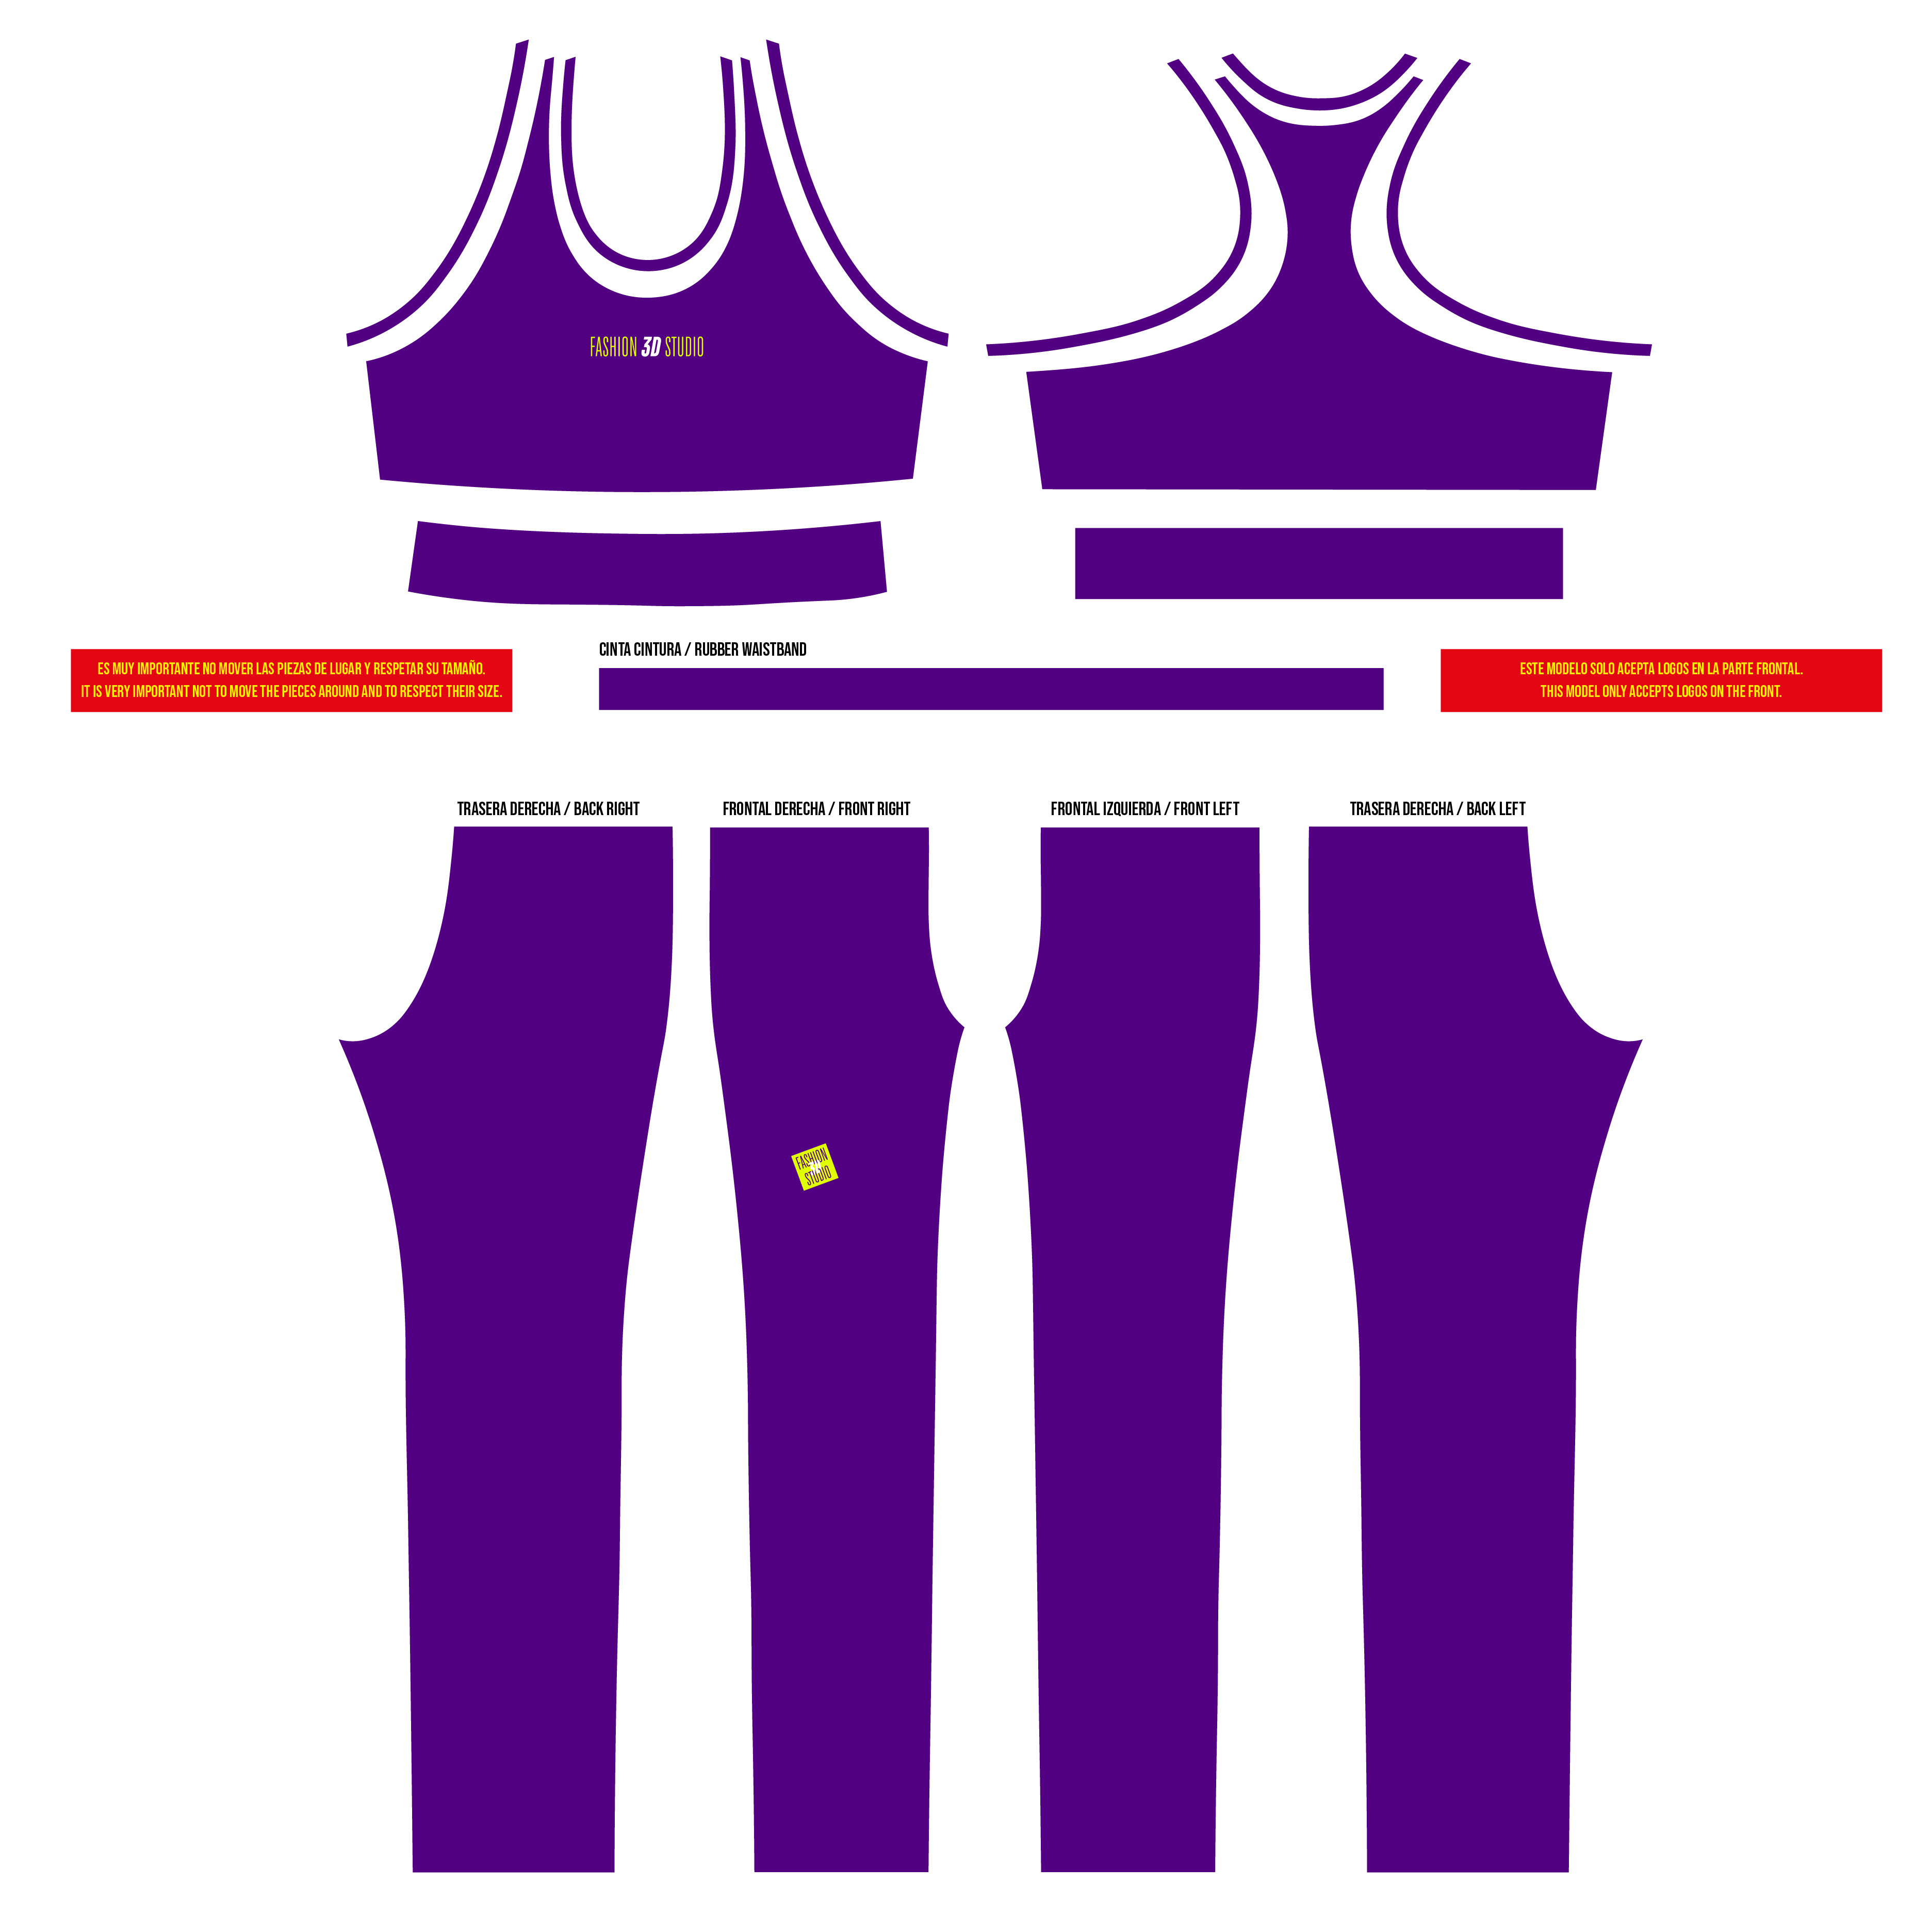 FASHION 3D STUDIO
CINTA CINTURA / RUBBER WAISTBAND
ES MUY IMPORTANTE NO MOVER LAS PIEZAS DE LUGAR Y RESPETAR SU TAMAÑO.
IT IS VERY IMPORTANT NOT TO MOVE THE PIECES AROUND AND TO RESPECT THEIR SIZE.
ESTE MODELO SOLO ACEPTA LOGOS EN LA PARTE FRONTAL.
THIS MODEL ONLY ACCEPTS LOGOS ON THE FRONT.
TRASERA DERECHA / BACK RIGHT
FRONTAL DERECHA / FRONT RIGHT
FRONTAL IZQUIERDA / FRONT LEFT
TRASERA DERECHA / BACK LEFT
FASHION
STUDIO